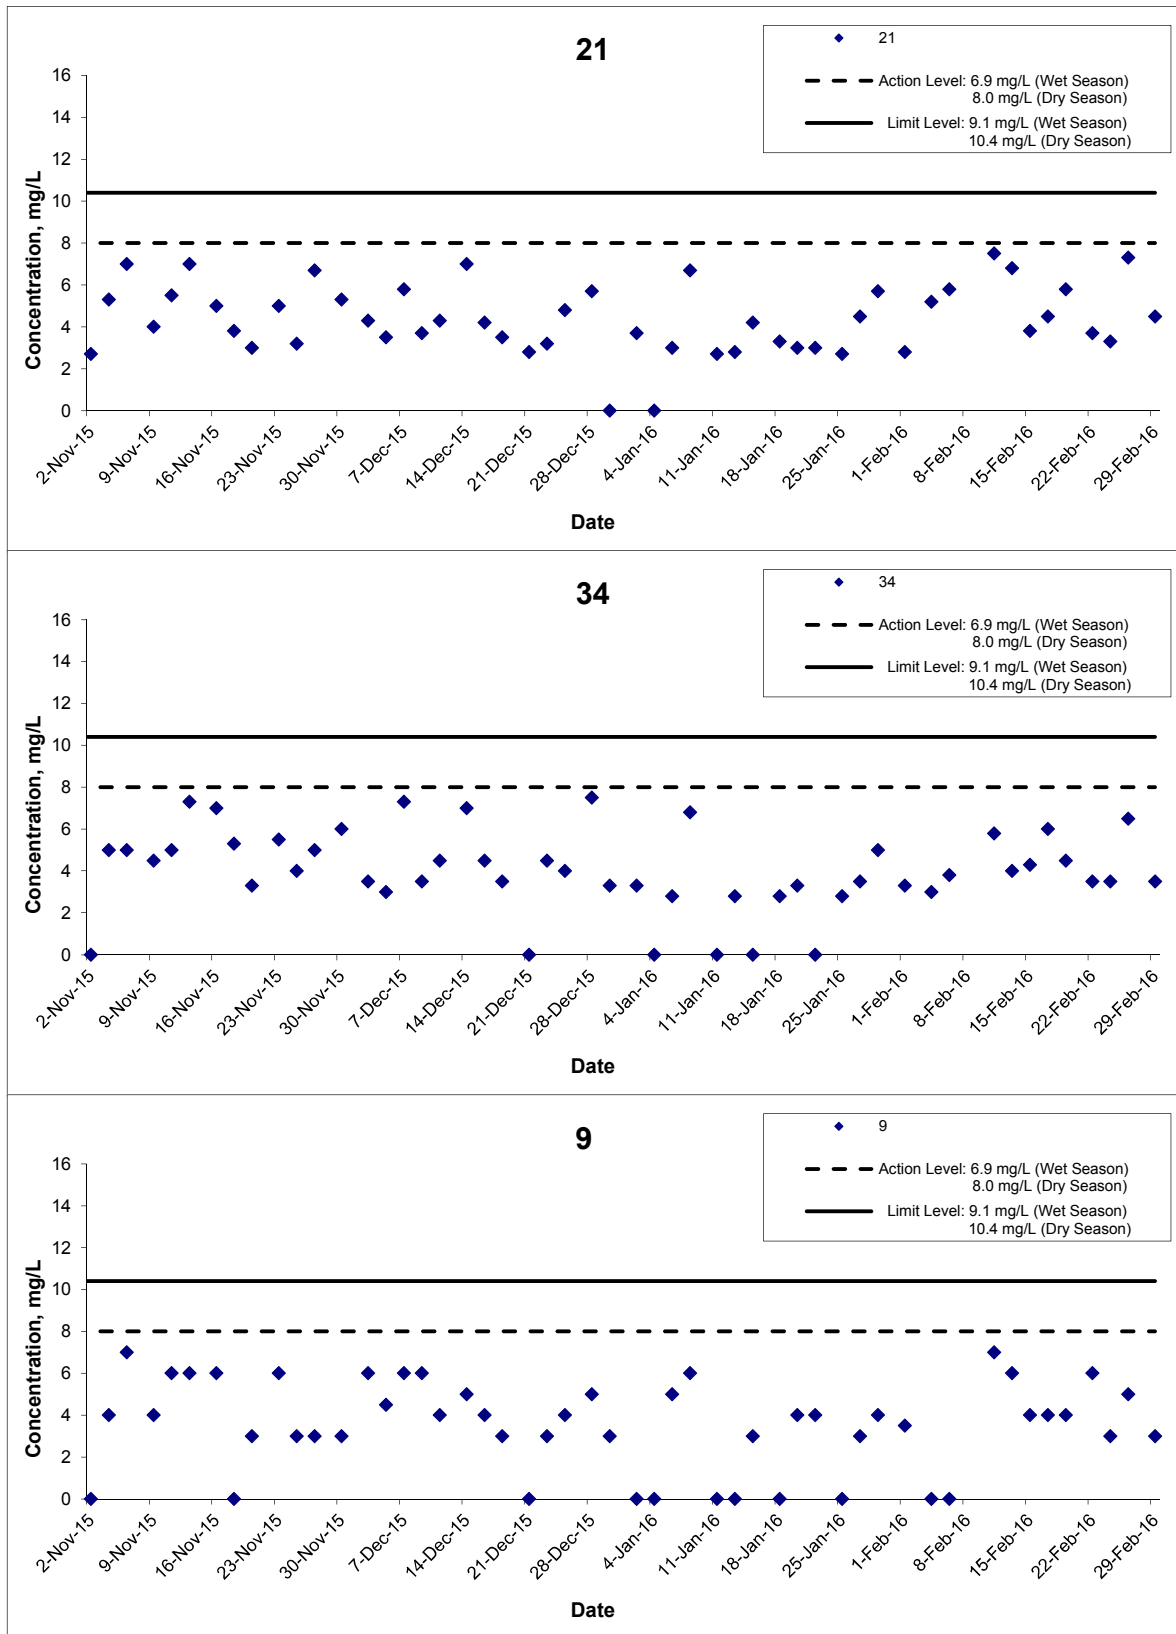 21
21
Action Level: 6.9 mg/L (Wet Season)
8.0 mg/L (Dry Season)
Limit Level: 9.1 mg/L (Wet Season)
10.4 mg/L (Dry Season)
Concentration, mg/L
16
14
12
10
8
6
4
2
0
2-Nov-15
9-Nov-15
16-Nov-15
23-Nov-15
30-Nov-15
7-Dec-15
14-Dec-15
21-Dec-15
28-Dec-15
4-Jan-16
11-Jan-16
18-Jan-16
25-Jan-16
1-Feb-16
8-Feb-16
15-Feb-16
22-Feb-16
29-Feb-16
Date
34
34
Action Level: 6.9 mg/L (Wet Season)
8.0 mg/L (Dry Season)
Limit Level: 9.1 mg/L (Wet Season)
10.4 mg/L (Dry Season)
Concentration, mg/L
16
14
12
10
8
6
4
2
0
2-Nov-15
9-Nov-15
16-Nov-15
23-Nov-15
30-Nov-15
7-Dec-15
14-Dec-15
21-Dec-15
28-Dec-15
4-Jan-16
11-Jan-16
18-Jan-16
25-Jan-16
1-Feb-16
8-Feb-16
15-Feb-16
22-Feb-16
29-Feb-16
Date
9
9
Action Level: 6.9 mg/L (Wet Season)
8.0 mg/L (Dry Season)
Limit Level: 9.1 mg/L (Wet Season)
10.4 mg/L (Dry Season)
Concentration, mg/L
16
14
12
10
8
6
4
2
0
2-Nov-15
9-Nov-15
16-Nov-15
23-Nov-15
30-Nov-15
7-Dec-15
14-Dec-15
21-Dec-15
28-Dec-15
4-Jan-16
11-Jan-16
18-Jan-16
25-Jan-16
1-Feb-16
8-Feb-16
15-Feb-16
22-Feb-16
29-Feb-16
Date